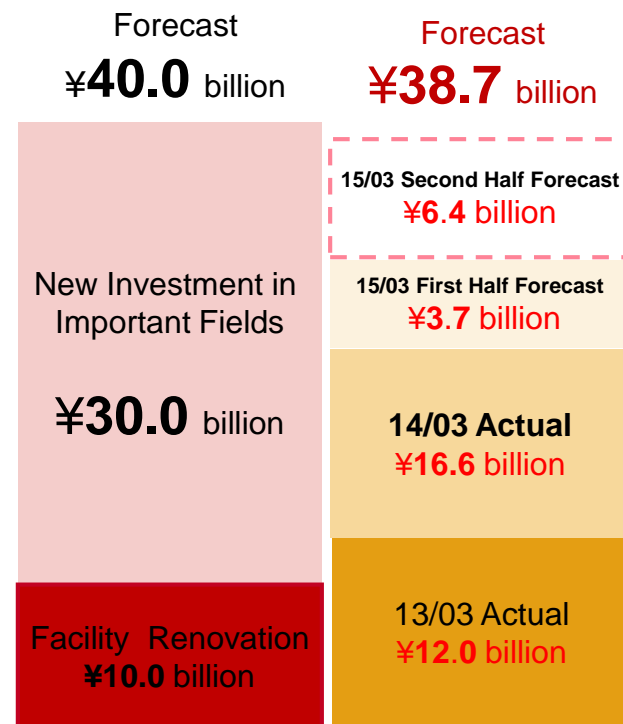 Forecast
¥40.0 billion
New Investment in
Important Fields
¥30.0 billion
Facility Renovation
¥10.0 billion
Forecast
¥38.7 billion
15/03 Second Half Forecast
¥6.4 billion
15/03 First Half Forecast
¥3.7 billion
14/03 Actual
¥16.6 billion
13/03 Actual
¥12.0 billion